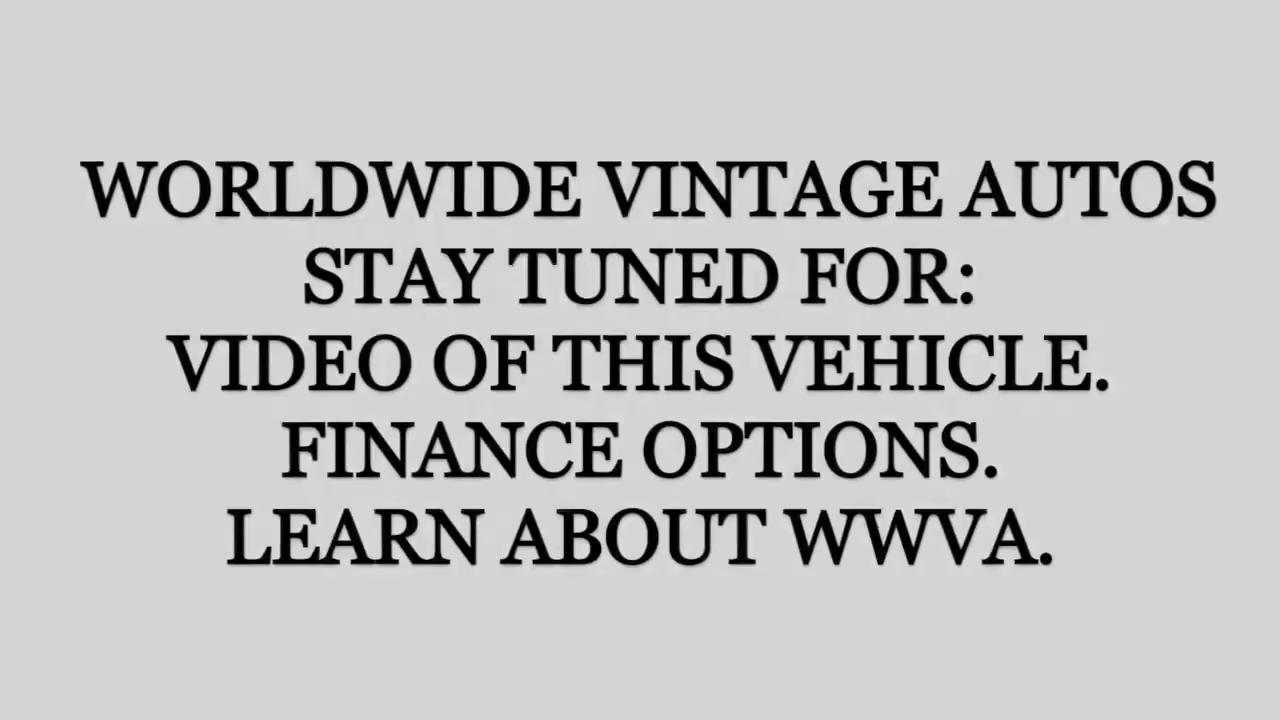 WORLDWIDE VINTAGE AUTOS
STAY TUNED FOR:
VIDEO OF THIS VEHICLE.
FINANCE OPTIONS.
LEARN ABOUT WWVA.